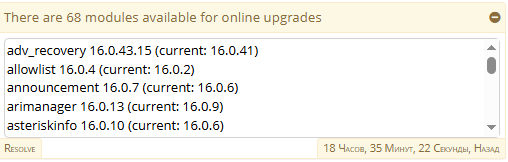 There are 68 modules available for online upgrades
adv_recovery 16.0.43.15 (current: 16.0.41)
allowlist 16.0.4 (current: 16.0.2)
announcement 16.0.7 (current: 16.0.6)
arimanager 16.0.13 (current: 16.0.9)
asteriskinfo 16.0.10 (current: 16.0.6)
Resolve
18 Часов, 35 Минут, 22 Секунды, Назад